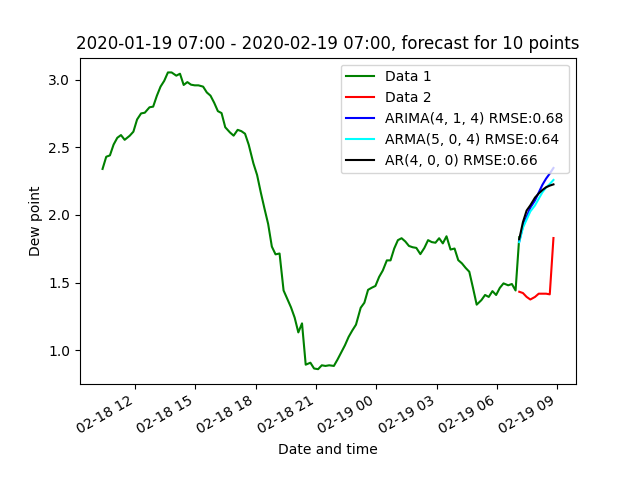 2020-01-19 07:00 - 2020-02-19 07:00, forecast for 10 points
Data 1
Data 2
ARIMA(4, 1, 4) RMSE:0.68
ARMA(5, 0, 4) RMSE:0.64
AR(4, 0, 0) RMSE:0.66
Dew point
3.0
2.5
2.0
1.5
1.0
02-18 12
02-18 15
02-18 18
02-18 21
02-19 00
02-19 03
02-19 06
02-19 09
Date and time